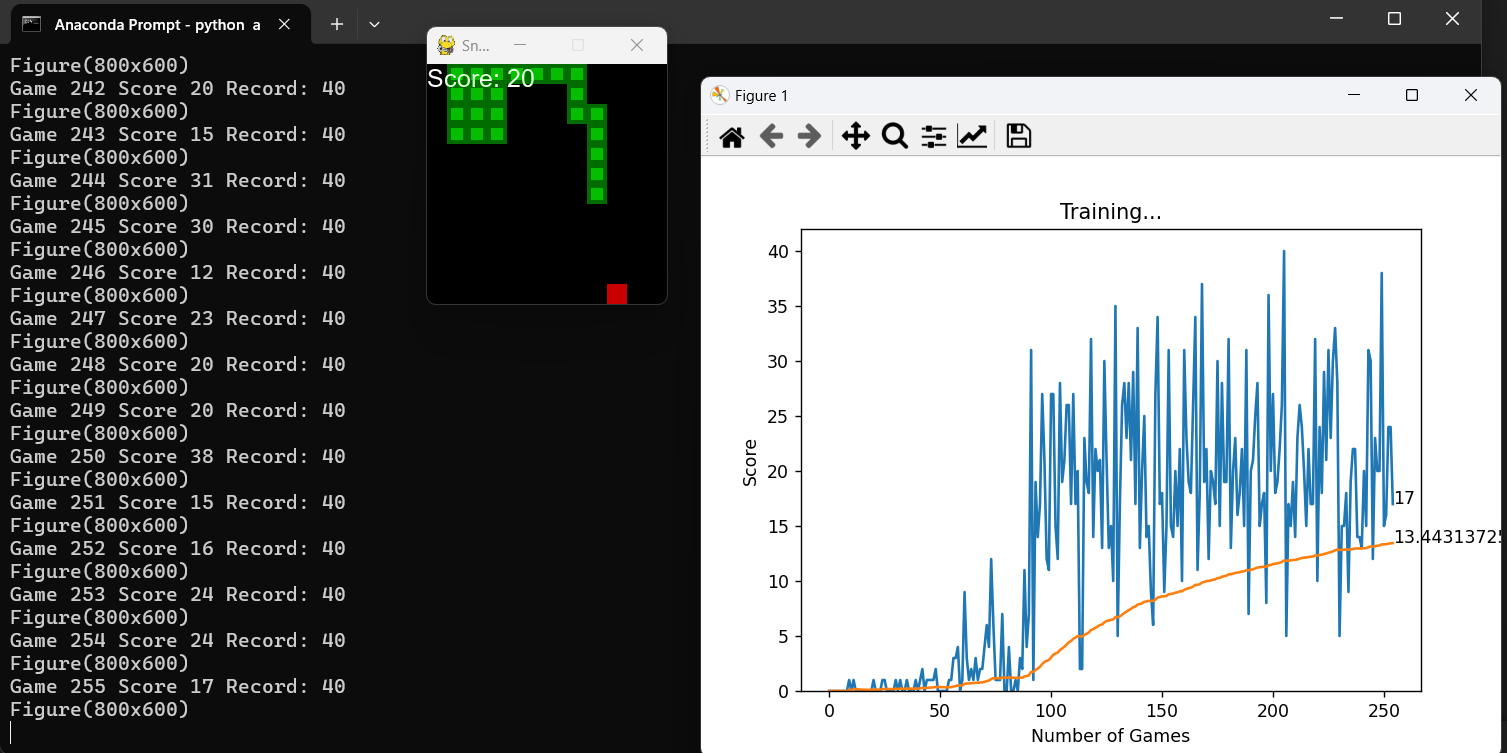 Anaconda Prompt - python a
Figure(800x600)
Game 242 Score 20 Record: 40
Figure(800x600)
Game 243 Score 15 Record: 40
Figure(800x600)
Game 244 Score 31 Record: 40
Figure(800x600)
Game 245 Score 30 Record: 40
Figure(800x600)
Game 246 Score 12 Record: 40
Figure(800x600)
Game 247 Score 23 Record: 40
Figure(800x600)
Game 248 Score 20 Record: 40
Figure(800x600)
Game 249 Score 20 Record: 40
Figure(800x600)
Game 250 Score 38 Record: 40
Figure(800x600)
Game 251 Score 15 Record: 40
Figure(800x600)
Game 252 Score 16 Record: 40
Figure(800x600)
Game 253 Score 24 Record: 40
Figure(800x600)
Game 254 Score 24 Record: 40
Figure(800x600)
Game 255 Score 17 Record: 40
Figure(800x600)
Sn...
Score: 20
Figure 1
Training...
40
35
30
25
20
15
10
5
0
Score
17
13.44313725
0 50 100 150 200 250
Number of Games